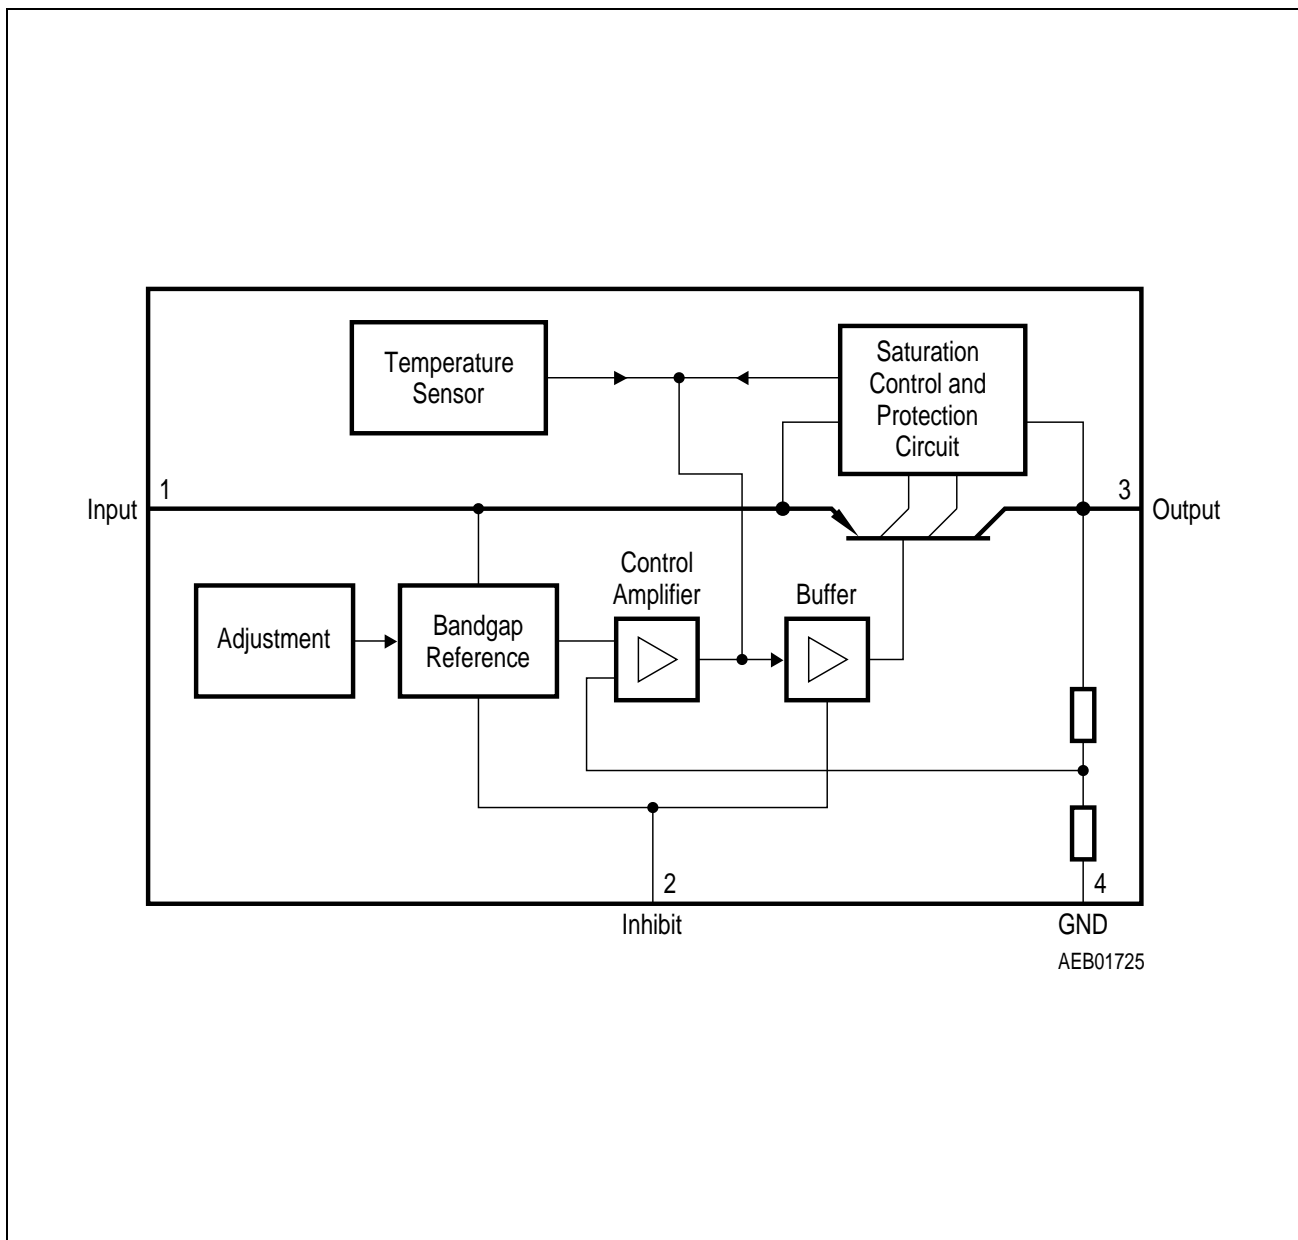 Temperature
Sensor
Saturation
Control and
Protection
Circuit
1
3
Input
Output
Control
Amplifier
Buffer
Adjustment
Bandgap
Reference
2
4
Inhibit
GND
AEB01725